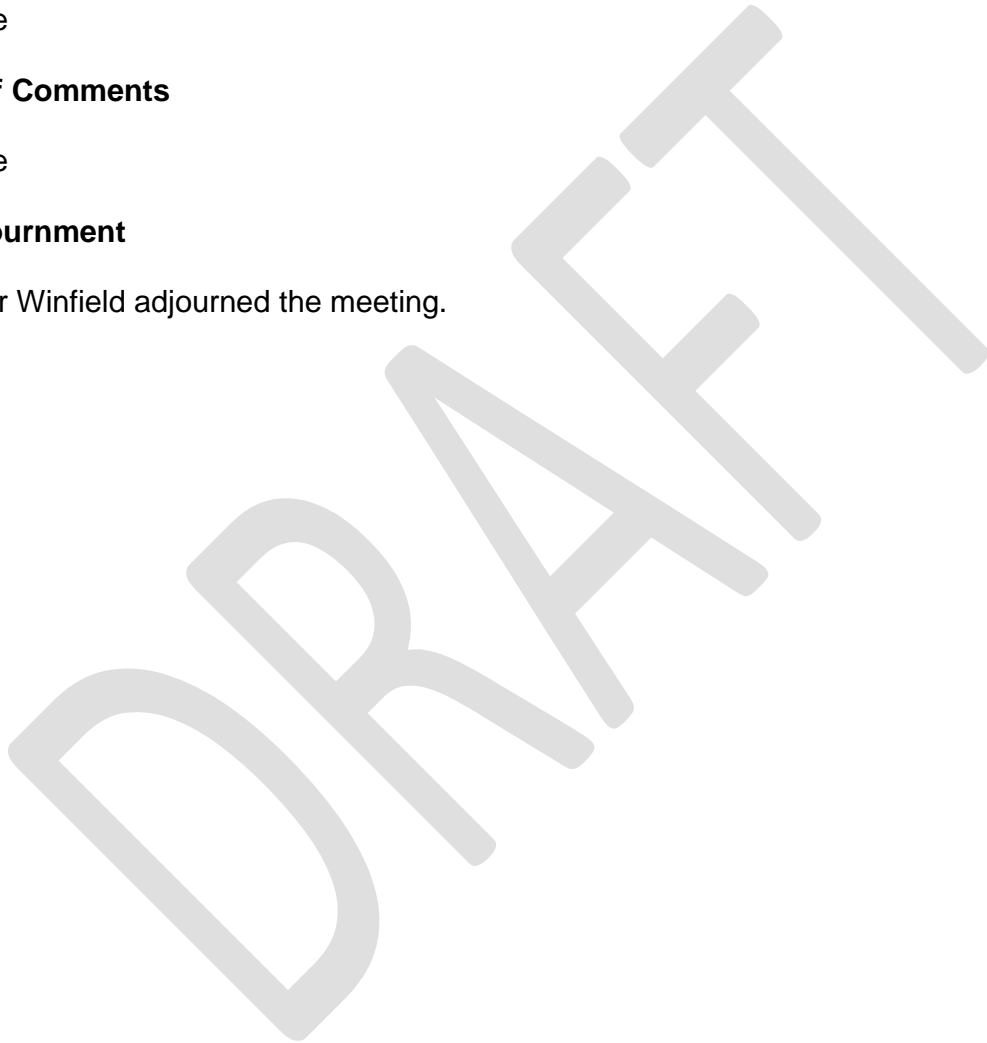 e
f Comments
e
ournment
r Winfield adjourned the meeting.
DRAFT